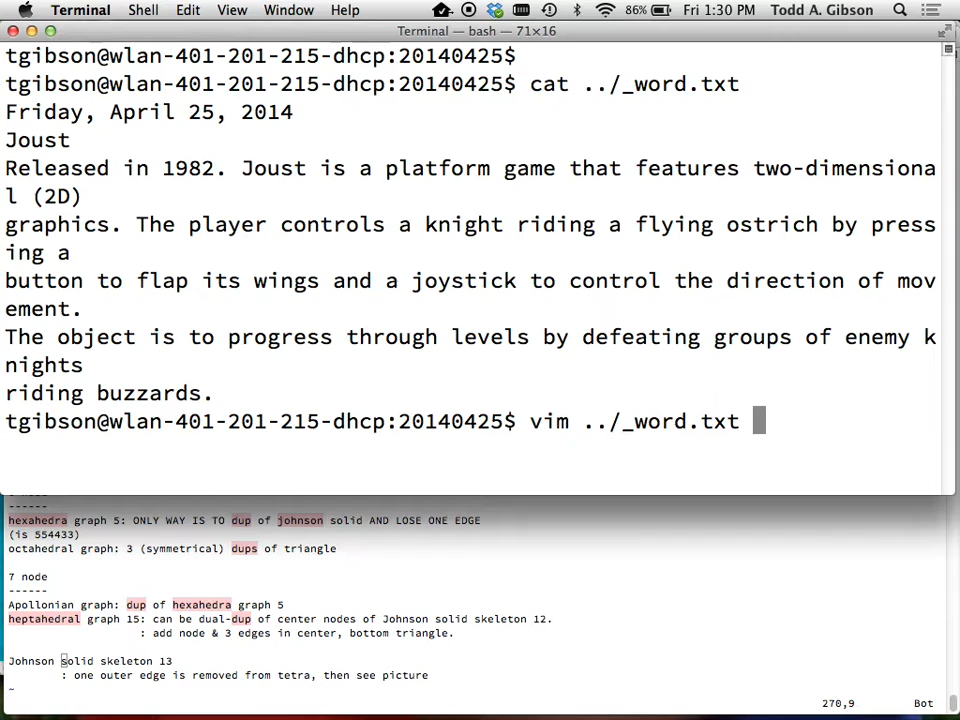 Terminal Shell Edit View Window Help 86% Fri 1:30 PM Todd A. Gibson
Terminal — bash — 71×16
tgibson@wlan-401-201-215-dhcp:20140425$
tgibson@wlan-401-201-215-dhcp:20140425$ cat ../_word.txt
Friday, April 25, 2014
Joust
Released in 1982. Joust is a platform game that features two-dimensiona
l (2D)
graphics. The player controls a knight riding a flying ostrich by press
ing a
button to flap its wings and a joystick to control the direction of mov
ement.
The object is to progress through levels by defeating groups of enemy k
nights
riding buzzards.
tgibson@wlan-401-201-215-dhcp:20140425$ vim ../_word.txt
------
hexahedra graph 5: ONLY WAY IS TO dup of johnson solid AND LOSE ONE EDGE
(is 554433)
octahedral graph: 3 (symmetrical) dups of triangle
7 node
------
Apollonian graph: dup of hexahedra graph 5
heptahedral graph 15: can be dual-dup of center nodes of Johnson solid skeleton 12.
: add node & 3 edges in center, bottom triangle.
Johnson solid skeleton 13
: one outer edge is removed from tetra, then see picture
~
270,9 Bot